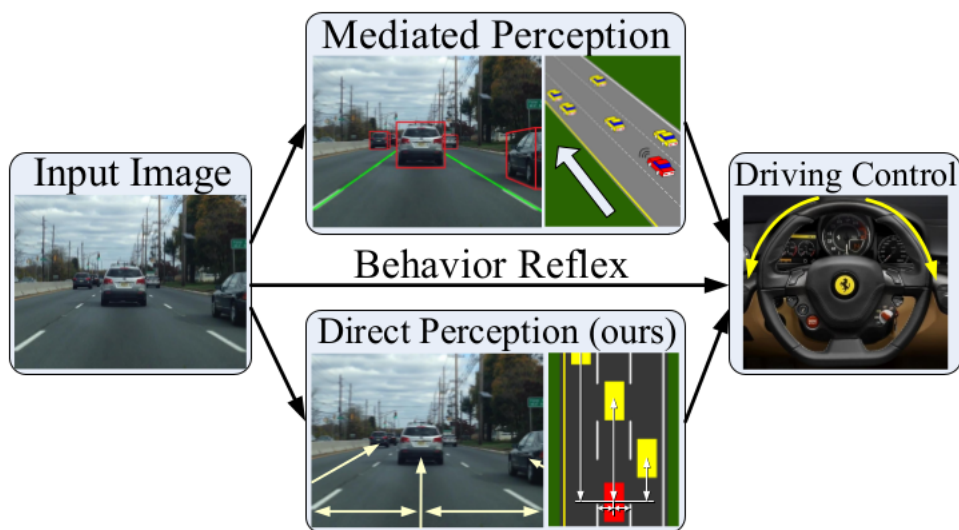 Mediated Perception
Input Image
Driving Control
Behavior Reflex
Direct Perception (ours)